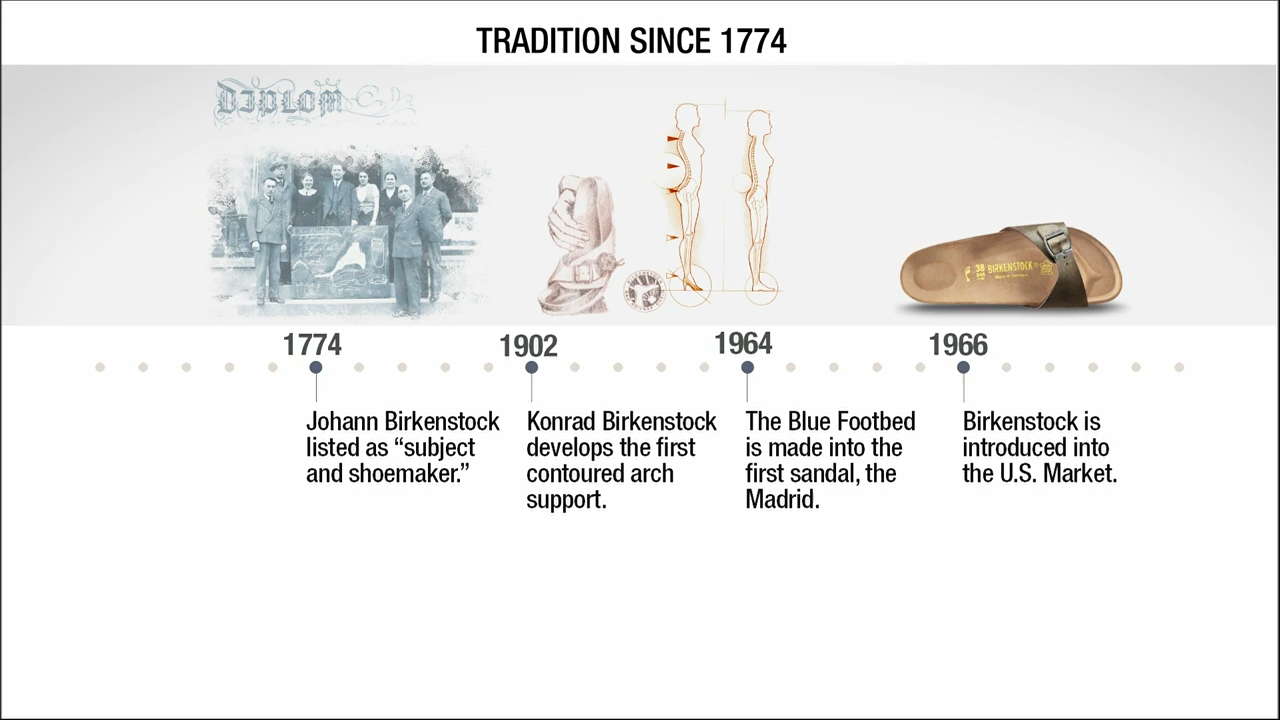 TRADITION SINCE 1774
Diplom
38
BIRKENSTOCK
1774
1902
1964
1966
Johann Birkenstock
listed as “subject
and shoemaker.”
Konrad Birkenstock
develops the first
contoured arch
support.
The Blue Footbed
is made into the
first sandal, the
Madrid.
Birkenstock is
introduced into
the U.S. Market.